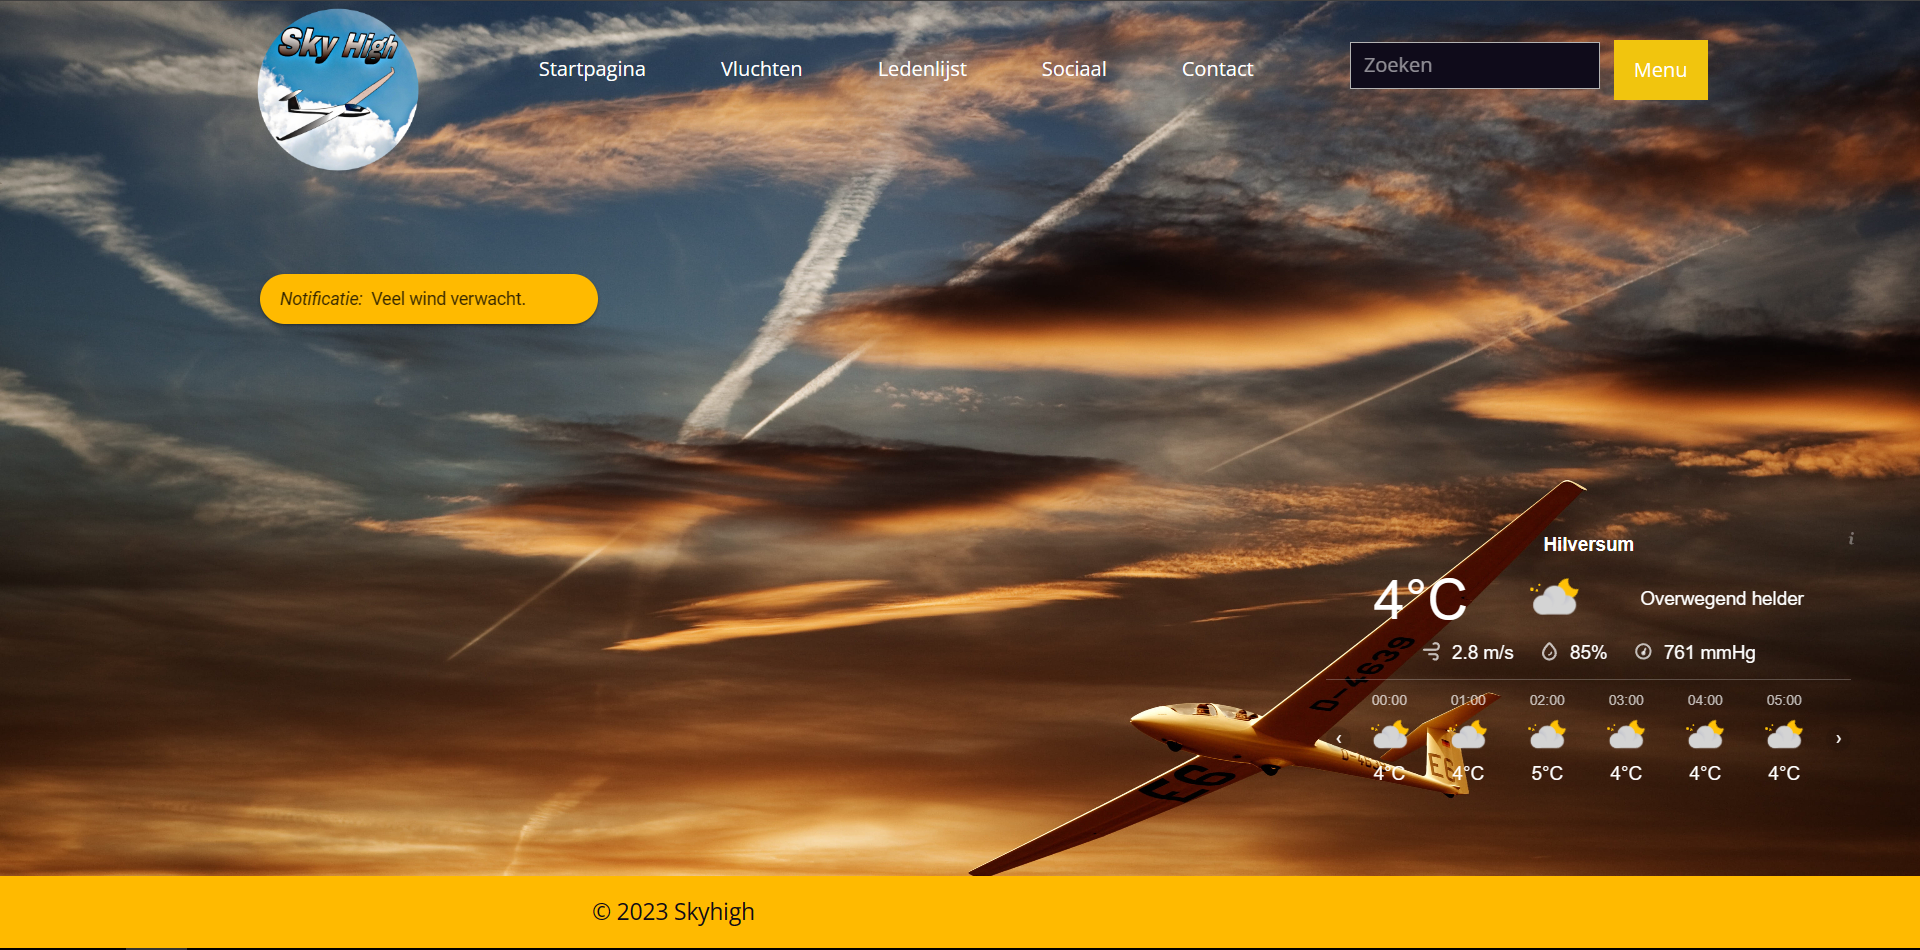 Sky High
Startpagina
Vluchten
Ledenlijst
Sociaal
Contact
Zoeken
Menu
Notificatie: Veel wind verwacht.
Hilversum
i
4°C
Overwegend helder
2.8 m/s
85%
761 mmHg
00:00 01:00 02:00 03:00 04:00 05:00
‹ ›
4°C 4°C 5°C 4°C 4°C 4°C
D-4639
E6
E6
© 2023 Skyhigh